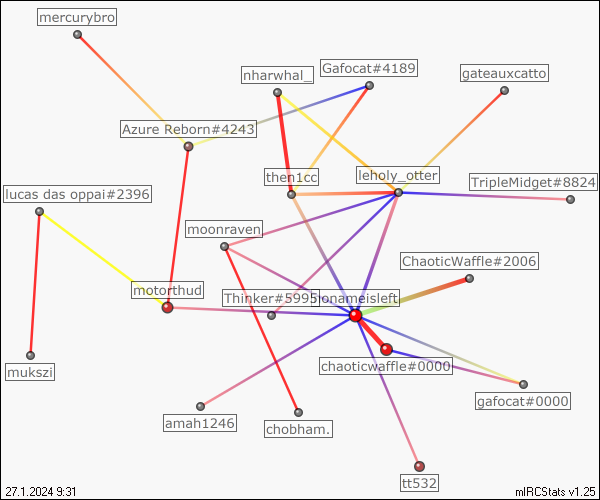 mercurybro
nharwhal_
Gafocat#4189
gateauxcatto
Azure Reborn#4243
then1cc
leholy_otter
TripleMidget#8824
lucas das oppai#2396
moonraven
ChaoticWaffle#2006
motorthud
Thinker#5995
ionameisleft
chaoticwaffle#0000
mukszi
gafocat#0000
amah1246
chobham.
tt532
27.1.2024 9:31
mIRCStats v1.25